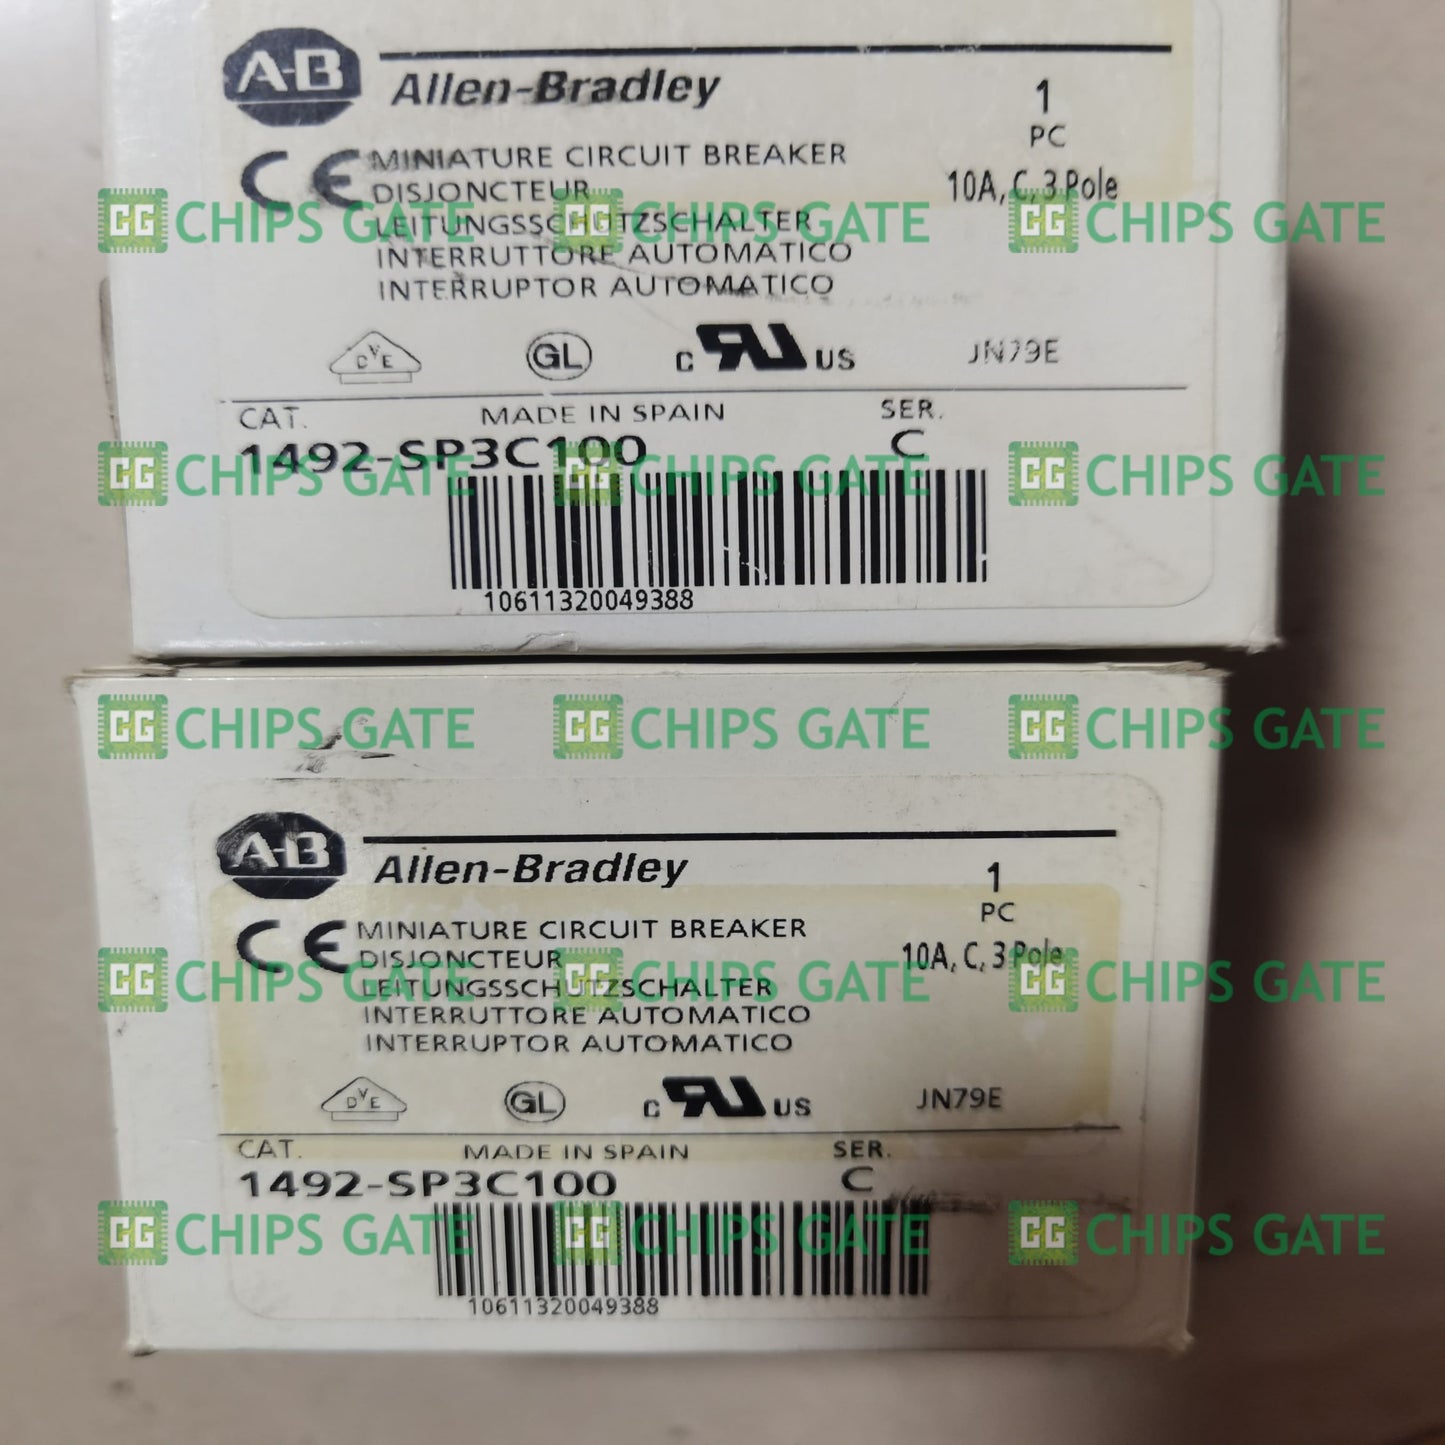 A-B
Allen-Bradley
1
PC
CE
MINIATURE CIRCUIT BREAKER
DISJONCTEUR
10A, C, 3 Pole
LEITUNGSSCHUTZSCHALTER
INTERRUTTORE AUTOMATICO
INTERRUPTOR AUTOMATICO
CG CHIPS GATE CG CHIPS GATE CG CHIPS GATE
DVE
GL
C RU US
JN79E
CAT.
MADE IN SPAIN
SER.
1492-SP3C100
C
CG CHIPS GATE CG CHIPS GATE CG CHIPS GATE
10611320049388
CG CHIPS GATE CG CHIPS GATE CG CHIPS GATE
A-B
Allen-Bradley
1
PC
CE
MINIATURE CIRCUIT BREAKER
DISJONCTEUR
10A, C, 3 Pole
LEITUNGSSCHUTZSCHALTER
INTERRUTTORE AUTOMATICO
INTERRUPTOR AUTOMATICO
CG CHIPS GATE CG CHIPS GATE CG CHIPS GATE
DVE
GL
C RU US
JN79E
CAT.
MADE IN SPAIN
SER.
1492-SP3C100
C
CG CHIPS GATE CG CHIPS GATE CG CHIPS GATE
10611320049388